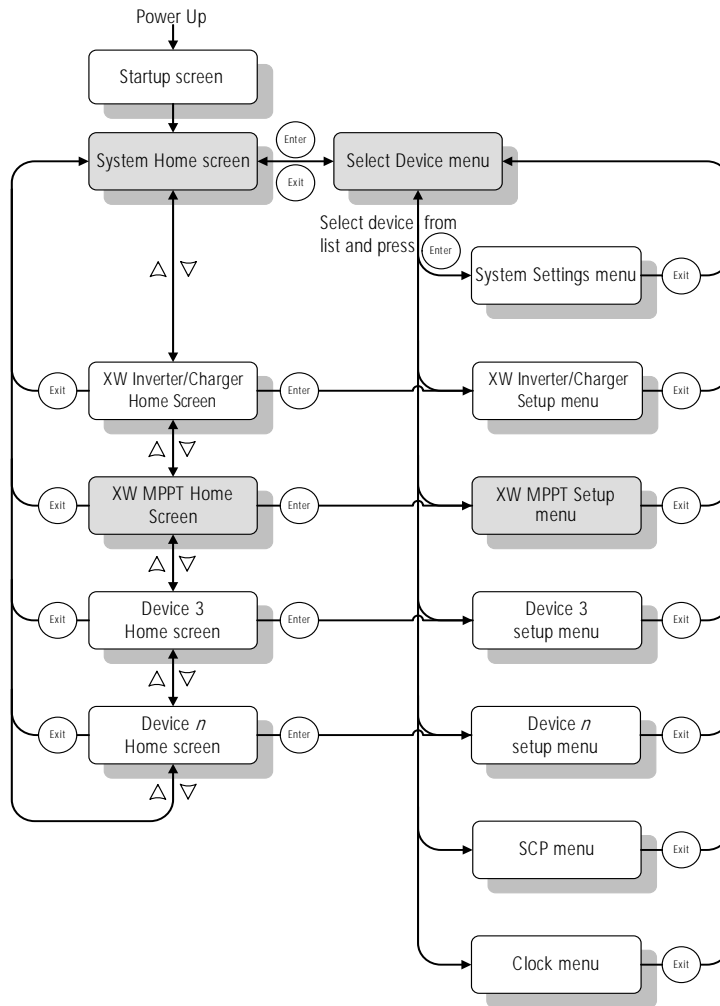 Power Up
Startup screen
System Home screen
Enter
Exit
Select Device menu
Select device from
list and press
Enter
System Settings menu
Exit
Exit
XW Inverter/Charger
Home Screen
Enter
XW Inverter/Charger
Setup menu
Exit
Exit
XW MPPT Home
Screen
Enter
XW MPPT Setup
menu
Exit
Exit
Device 3
Home screen
Enter
Device 3
setup menu
Exit
Exit
Device n
Home screen
Enter
Device n
setup menu
Exit
SCP menu
Exit
Clock menu
Exit